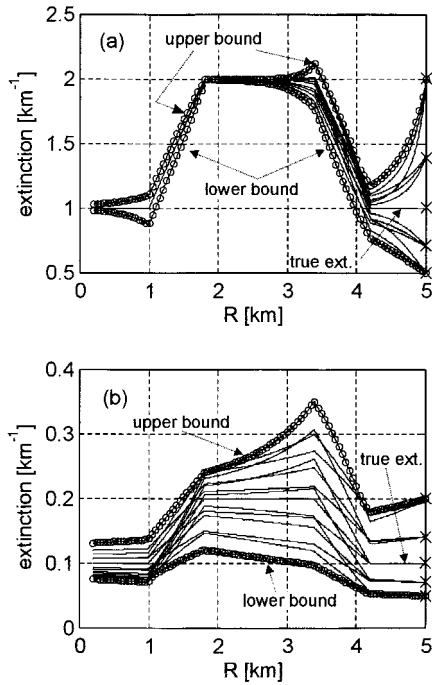 (a)
upper bound
lower bound
true ext.
extinction [km⁻¹]
2.5
2
1.5
1
0.5
0 1 2 3 4 5
R [km]
(b)
upper bound
true ext.
lower bound
extinction [km⁻¹]
0.4
0.3
0.2
0.1
0
0 1 2 3 4 5
R [km]